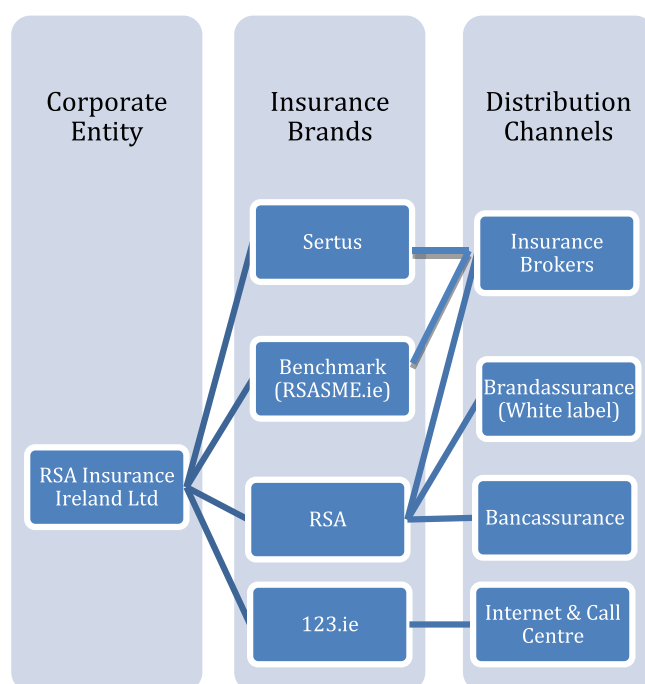 Corporate
Entity
Insurance
Brands
Distribution
Channels
Sertus
Insurance
Brokers
Benchmark
(RSASME.ie)
Brandassurance
(White label)
RSA Insurance
Ireland Ltd
RSA
Bancassurance
123.ie
Internet & Call
Centre